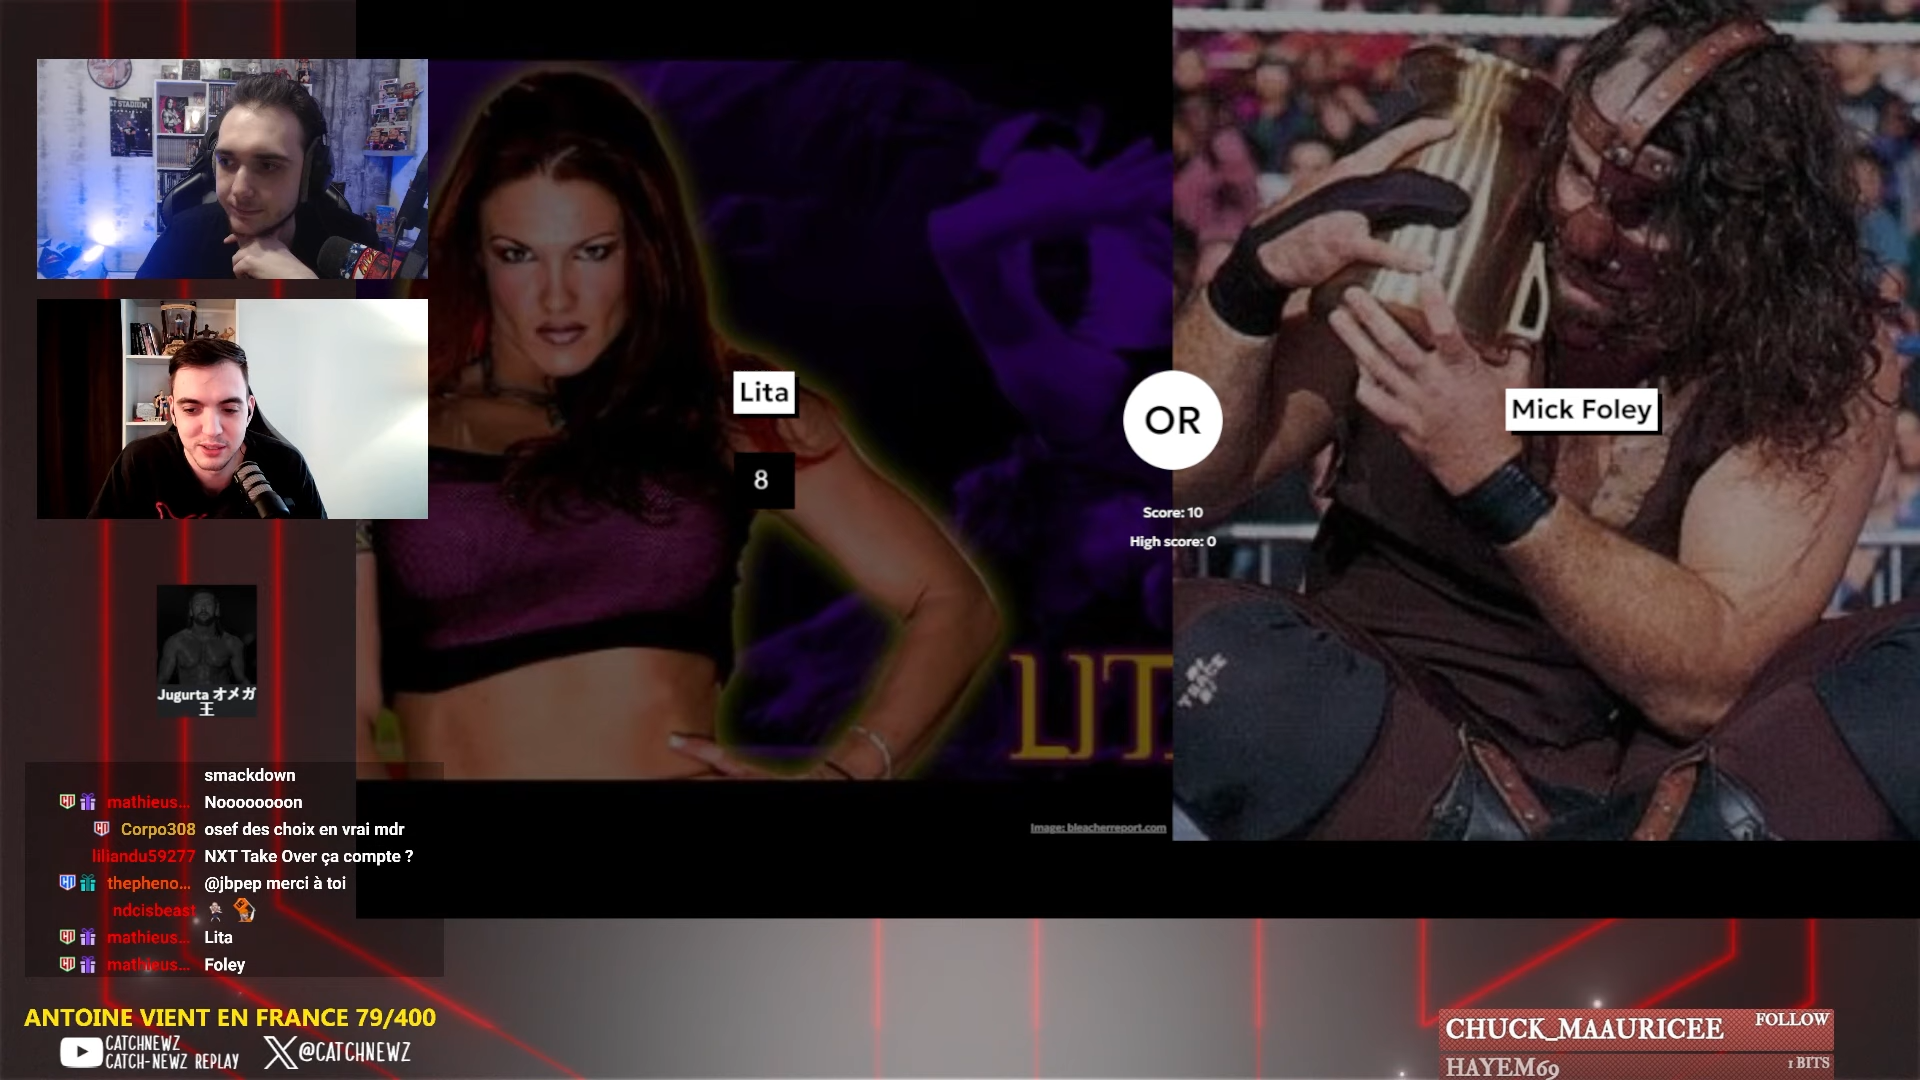 Lita
8
OR
Score: 10
High score: 0
Mick Foley
LITA
Image: bleacherreport.com
Jugurta オメガ
王
smackdown
mathieus... Nooooooooon
Corpo308 osef des choix en vrai mdr
liliandu59277 NXT Take Over ça compte ?
thepheno... @jbpep merci à toi
ndcisbeast
mathieus... Lita
mathieus... Foley
ANTOINE VIENT EN FRANCE 79/400
CATCHNEWZ
CATCH-NEWZ REPLAY
@CATCHNEWZ
CHUCK_MAAURICEE FOLLOW
HAYEM69 1 BITS